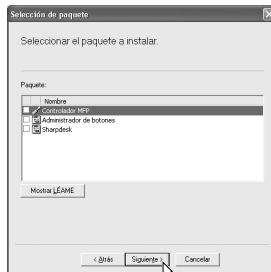 Selección de paquete
Seleccionar el paquete a instalar.
Paquete:
Nombre
Controlador MFP
Administrador de botones
Sharpdesk
Mostrar LÉAME
< Atrás
Siguiente >
Cancelar